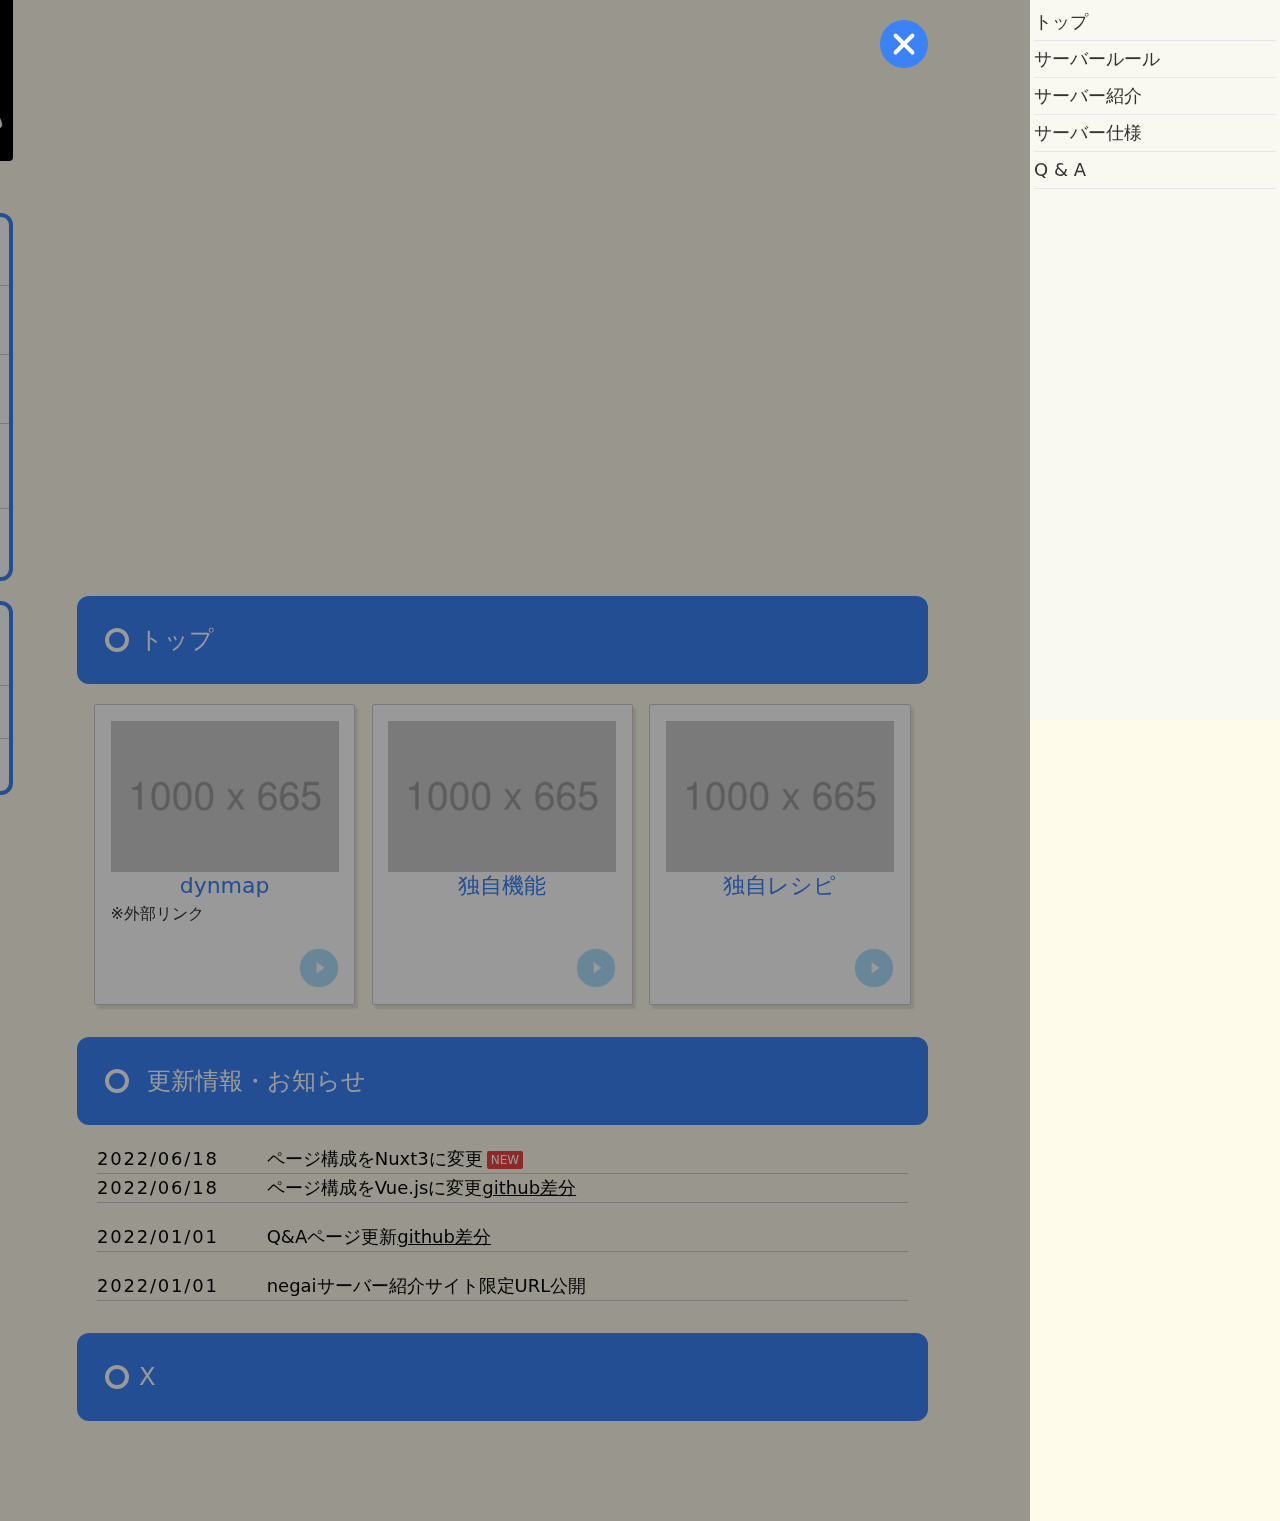 トップ
サーバールール
サーバー紹介
サーバー仕様
Q & A
トップ
1000 x 665
1000 x 665
1000 x 665
dynmap
独自機能
独自レシピ
※外部リンク
更新情報・お知らせ
2022/06/18 ページ構成をNuxt3に変更 NEW
2022/06/18 ページ構成をVue.jsに変更github差分
2022/01/01 Q&Aページ更新github差分
2022/01/01 negaiサーバー紹介サイト限定URL公開
X